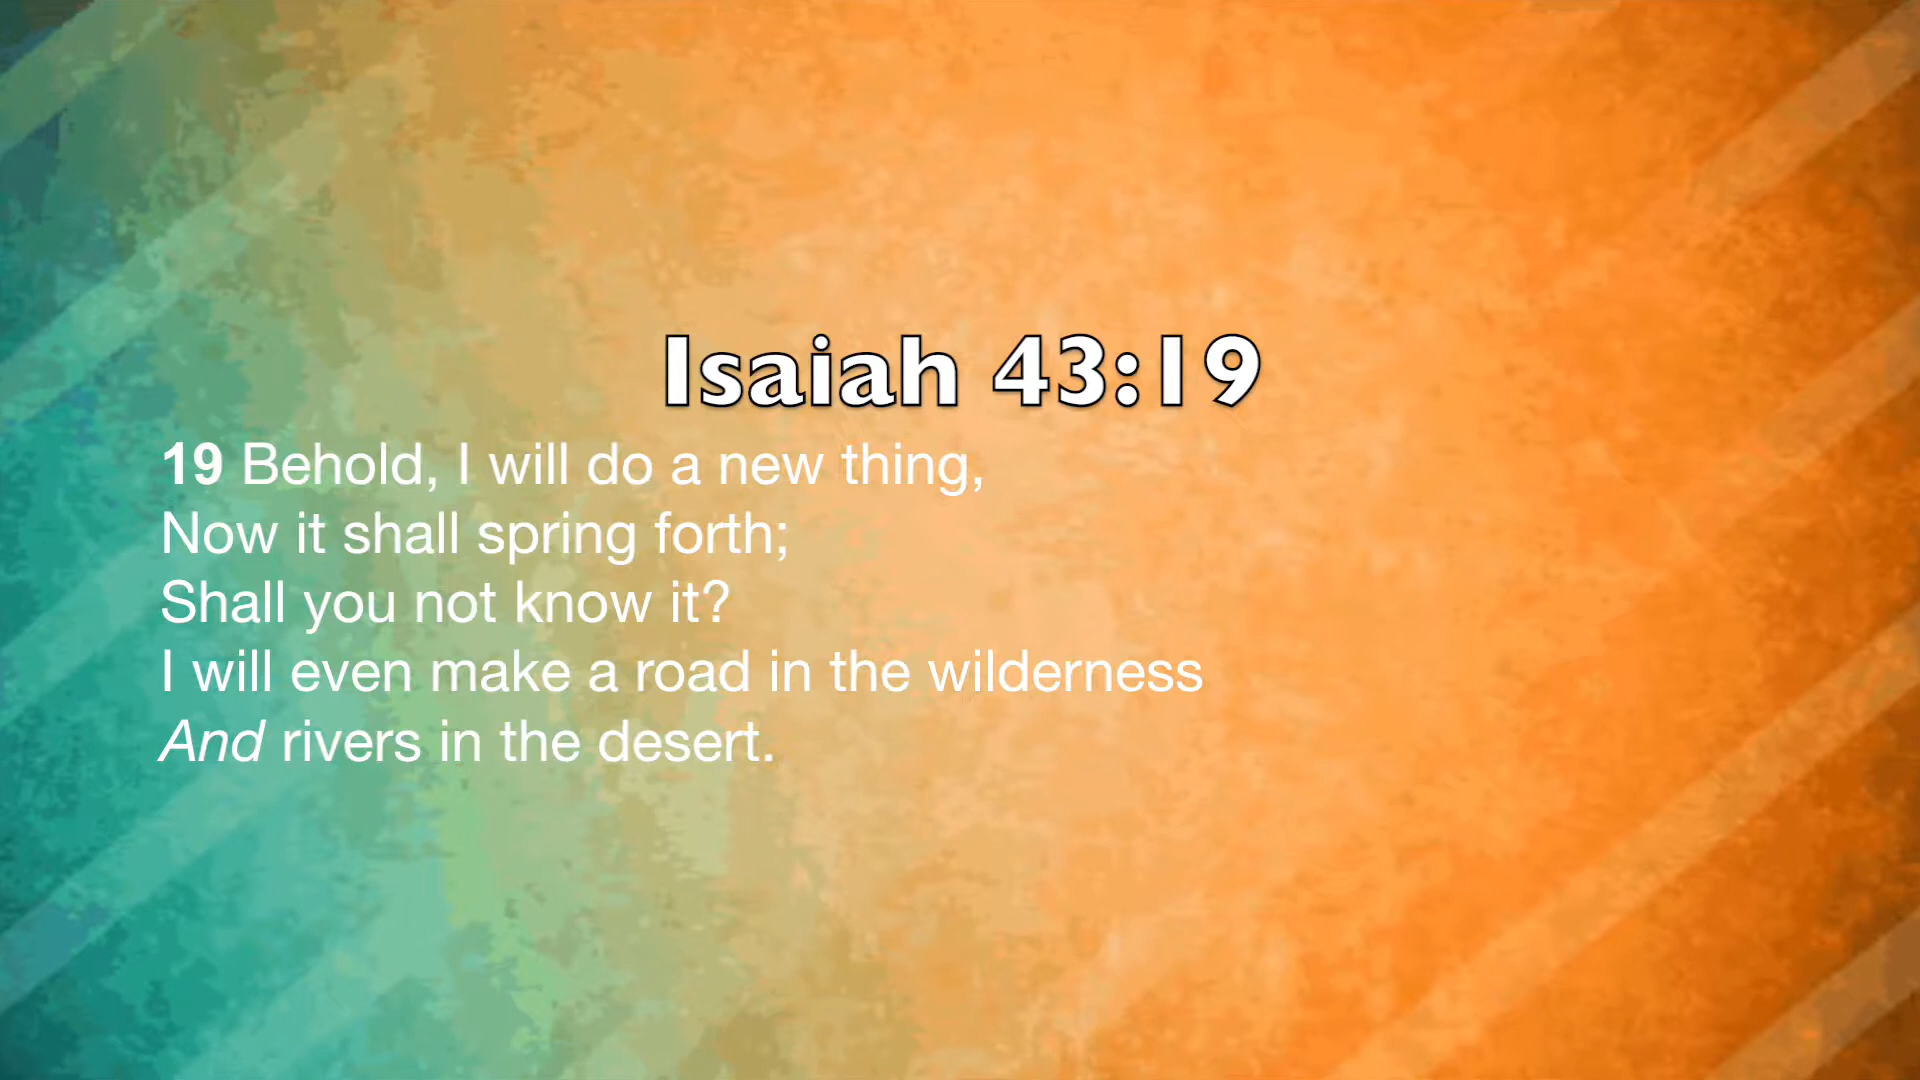 Isaiah 43:19
19 Behold, I will do a new thing,
Now it shall spring forth;
Shall you not know it?
I will even make a road in the wilderness
And rivers in the desert.